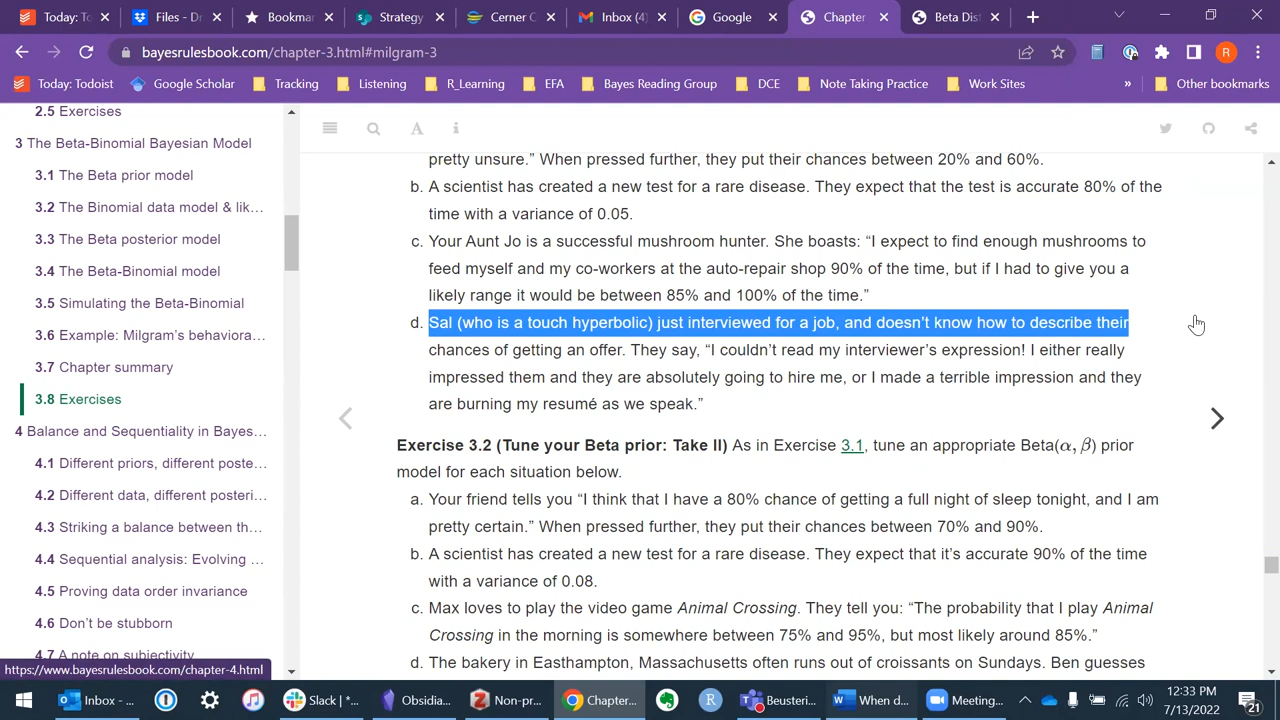 Today: To
Files - Dr
Bookmar
Strategy
Cerner C
Inbox (4)
Google
Chapter
Beta Dis
bayesrulesbook.com/chapter-3.html#milgram-3
R
Today: Todoist
Google Scholar
Tracking
Listening
R_Learning
EFA
Bayes Reading Group
DCE
Note Taking Practice
Work Sites
»
Other bookmarks
2.5 Exercises
3 The Beta-Binomial Bayesian Model
3.1 The Beta prior model
3.2 The Binomial data model & lik...
3.3 The Beta posterior model
3.4 The Beta-Binomial model
3.5 Simulating the Beta-Binomial
3.6 Example: Milgram's behaviora...
3.7 Chapter summary
3.8 Exercises
4 Balance and Sequentiality in Bayes...
4.1 Different priors, different poste...
4.2 Different data, different posteri...
4.3 Striking a balance between th...
4.4 Sequential analysis: Evolving ...
4.5 Proving data order invariance
4.6 Don't be stubborn
4.7 A note on subjectivity
https://www.bayesrulesbook.com/chapter-4.html
pretty unsure.” When pressed further, they put their chances between 20% and 60%.
b. A scientist has created a new test for a rare disease. They expect that the test is accurate 80% of the
time with a variance of 0.05.
c. Your Aunt Jo is a successful mushroom hunter. She boasts: “I expect to find enough mushrooms to
feed myself and my co-workers at the auto-repair shop 90% of the time, but if I had to give you a
likely range it would be between 85% and 100% of the time.”
d. Sal (who is a touch hyperbolic) just interviewed for a job, and doesn’t know how to describe their
chances of getting an offer. They say, “I couldn’t read my interviewer’s expression! I either really
impressed them and they are absolutely going to hire me, or I made a terrible impression and they
are burning my resumé as we speak.”
Exercise 3.2 (Tune your Beta prior: Take II) As in Exercise 3.1, tune an appropriate Beta(α, β) prior
model for each situation below.
a. Your friend tells you “I think that I have a 80% chance of getting a full night of sleep tonight, and I am
pretty certain.” When pressed further, they put their chances between 70% and 90%.
b. A scientist has created a new test for a rare disease. They expect that it’s accurate 90% of the time
with a variance of 0.08.
c. Max loves to play the video game Animal Crossing. They tell you: “The probability that I play Animal
Crossing in the morning is somewhere between 75% and 95%, but most likely around 85%.”
d. The bakery in Easthampton, Massachusetts often runs out of croissants on Sundays. Ben guesses
Inbox - ...
Slack | *...
Obsidia...
Non-pr...
Chapter...
R
Beusteri...
When d...
Meeting...
12:33 PM
7/13/2022
21